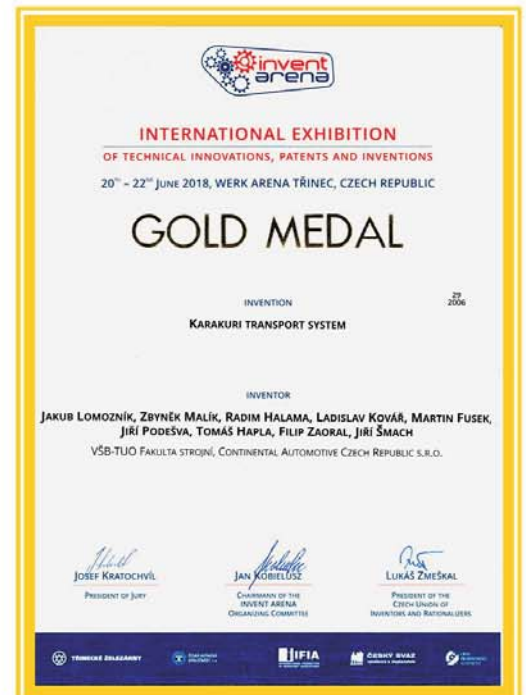 invent
arena
INTERNATIONAL EXHIBITION
OF TECHNICAL INNOVATIONS, PATENTS AND INVENTIONS
20TH – 22ND JUNE 2018, WERK ARENA TŘINEC, CZECH REPUBLIC
GOLD MEDAL
INVENTION
29
2006
KARAKURI TRANSPORT SYSTEM
INVENTOR
JAKUB LOMOZNÍK, ZBYNĚK MALÍK, RADIM HALAMA, LADISLAV KOVÁŘ, MARTIN FUSEK,
JIŘÍ PODEŠVA, TOMÁŠ HAPLA, FILIP ZAORAL, JIŘÍ ŠMACH
VŠB-TUO FAKULTA STROJNÍ, CONTINENTAL AUTOMOTIVE CZECH REPUBLIC S.R.O.
JOSEF KRATOCHVÍL
PRESIDENT OF JURY
JAN KOBIELUSZ
CHAIRMANN OF THE
INVENT ARENA
ORGANIZING COMMITTEE
LUKÁŠ ZMEŠKAL
PRESIDENT OF THE
CZECH UNION OF
INVENTORS AND RATIONALIZERS
TŘINECKÉ ŽELEZÁRNY
IFIA
ČESKÝ SVAZ